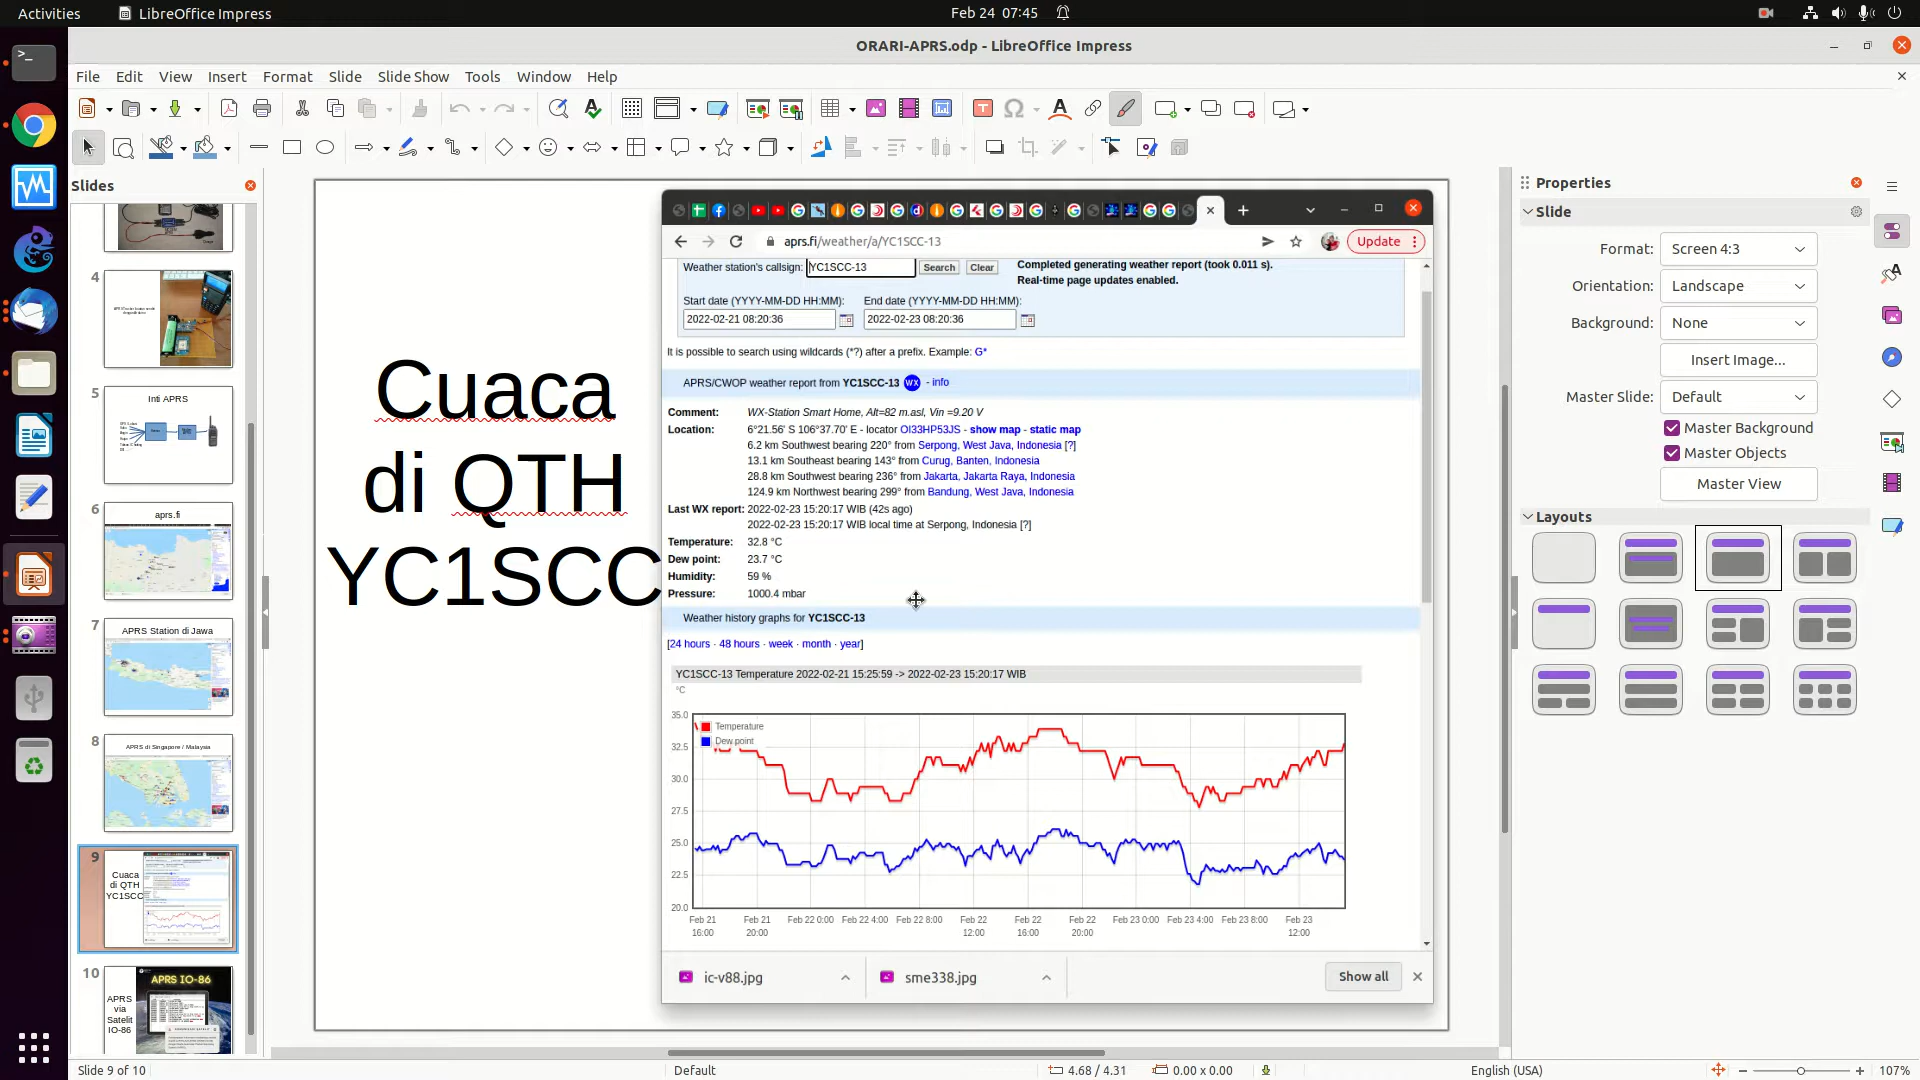 Activities
LibreOffice Impress
Feb 24 07:45
ORARI-APRS.odp - LibreOffice Impress
File Edit View Insert Format Slide Slide Show Tools Window Help
Slides
4
5
Inti APRS
6
aprs.fi
7
APRS Station di Jawa
8
APRS di Singapore / Malaysia
9
Cuaca
di QTH
YC1SCC
10
APRS
via
Satelit
IO-86
APRS IO-86
Cuaca
di QTH
YC1SCC
aprs.fi/weather/a/YC1SCC-13
Update
Weather station's callsign: YC1SCC-13 Search Clear
Completed generating weather report (took 0.011 s).
Real-time page updates enabled.
Start date (YYYY-MM-DD HH:MM): End date (YYYY-MM-DD HH:MM):
2022-02-21 08:20:36 2022-02-23 08:20:36
It is possible to search using wildcards (*?) after a prefix. Example: G*
APRS/CWOP weather report from YC1SCC-13 WX - info
Comment: WX-Station Smart Home, Alt=82 m.asl, Vin =9.20 V
Location: 6°21.56' S 106°37.70' E - locator OI33HP53JS - show map - static map
6.2 km Southwest bearing 220° from Serpong, West Java, Indonesia [?]
13.1 km Southeast bearing 143° from Curug, Banten, Indonesia
28.8 km Southwest bearing 236° from Jakarta, Jakarta Raya, Indonesia
124.9 km Northwest bearing 299° from Bandung, West Java, Indonesia
Last WX report: 2022-02-23 15:20:17 WIB (42s ago)
2022-02-23 15:20:17 WIB local time at Serpong, Indonesia [?]
Temperature: 32.8 °C
Dew point: 23.7 °C
Humidity: 59 %
Pressure: 1000.4 mbar
Weather history graphs for YC1SCC-13
[24 hours · 48 hours · week · month · year]
YC1SCC-13 Temperature 2022-02-21 15:25:59 -> 2022-02-23 15:20:17 WIB
°C
35.0
32.5
30.0
27.5
25.0
22.5
20.0
Temperature
Dew point
Feb 21 Feb 21 Feb 22 0:00 Feb 22 4:00 Feb 22 8:00 Feb 22 Feb 22 Feb 22 Feb 23 0:00 Feb 23 4:00 Feb 23 8:00 Feb 23
16:00 20:00 12:00 16:00 20:00 12:00
ic-v88.jpg
sme338.jpg
Show all
Properties
Slide
Format: Screen 4:3
Orientation: Landscape
Background: None
Insert Image...
Master Slide: Default
Master Background
Master Objects
Master View
Layouts
Slide 9 of 10
Default
4.68 / 4.31
0.00 x 0.00
English (USA)
107%